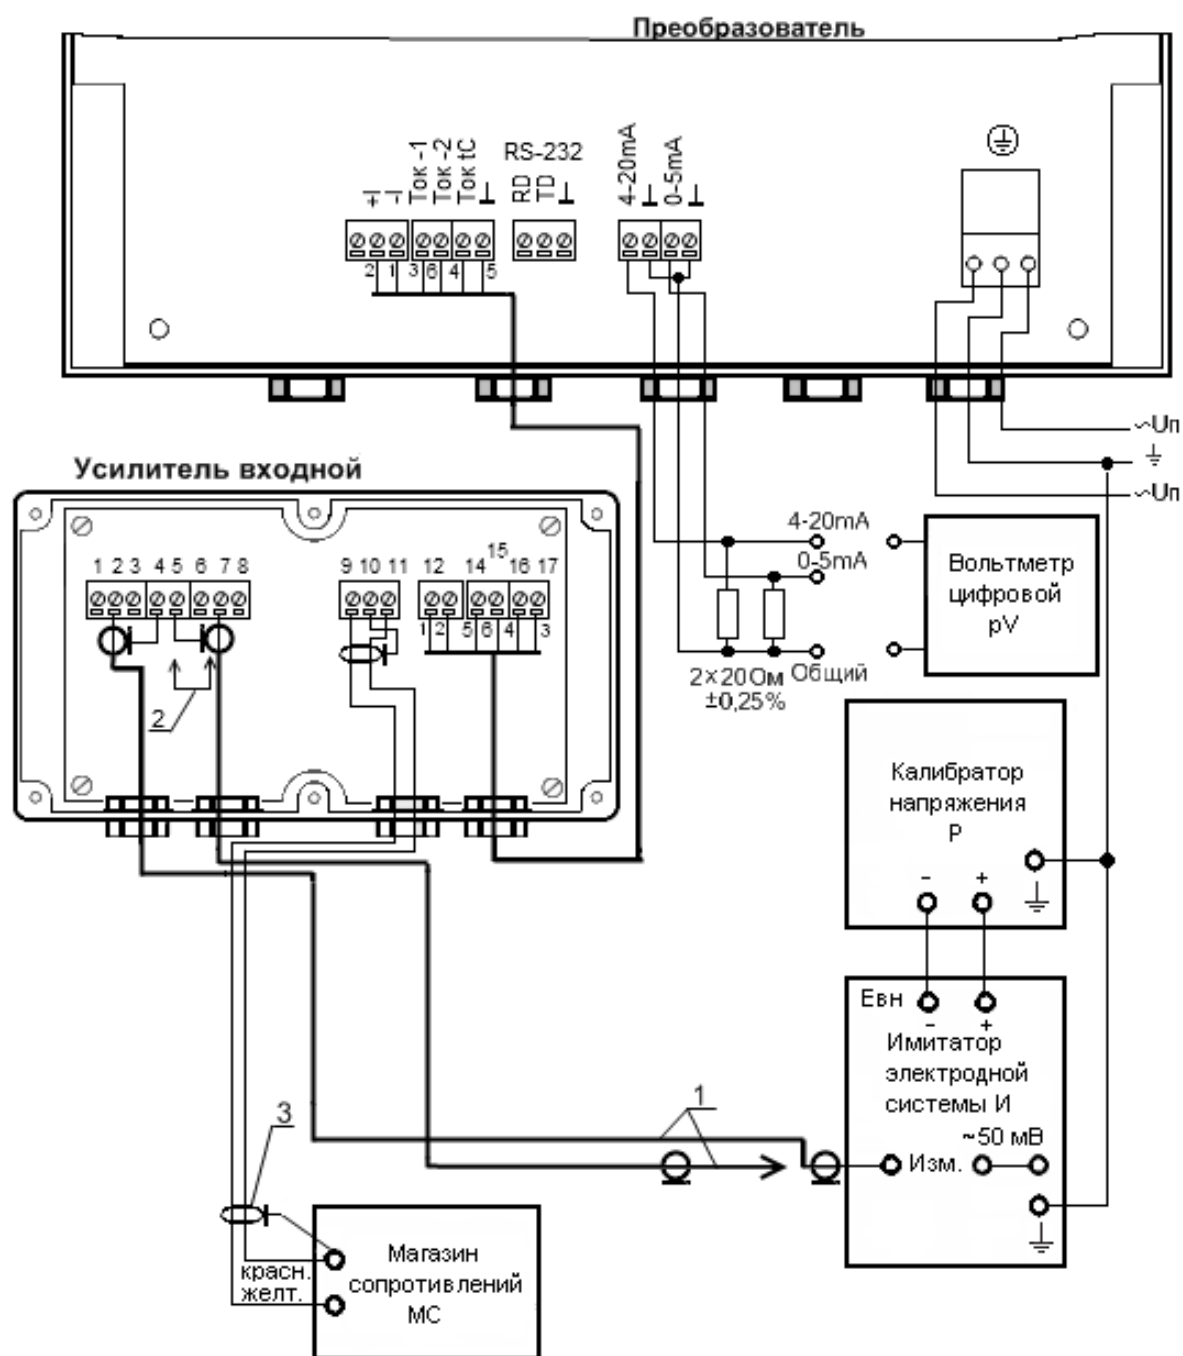 Преобразователь
+I
-I
Ток -1
Ток -2
Ток tC
⊥
RS-232
RD
TD
⊥
4-20mA
⊥
0-5mA
⊥
2 1 3 6 4 5
~Uп
~Uп
Усилитель входной
1 2 3 4 5 6 7 8
9 10 11 12 14 15 16 17
1 2 5 6 4 3
2
4-20mA
0-5mA
Общий
2×20Ом
±0,25%
Вольтметр
цифровой
pV
Калибратор
напряжения
Р
- +
Евн
- +
Имитатор
электродной
системы И
~50 мВ
Изм.
1
3
красн.
желт.
Магазин
сопротивлений
МС